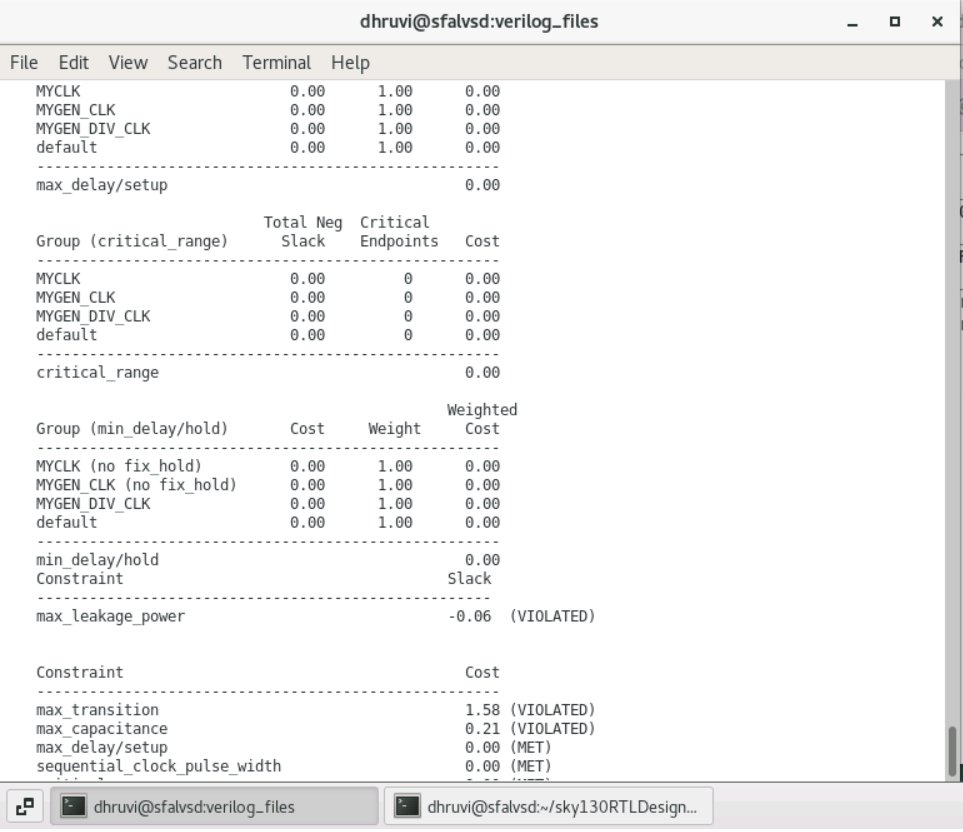 dhruvi@sfalvsd:verilog_files
File Edit View Search Terminal Help
MYCLK 0.00 1.00 0.00
MYGEN_CLK 0.00 1.00 0.00
MYGEN_DIV_CLK 0.00 1.00 0.00
default 0.00 1.00 0.00
-----------------------------------------------------
max_delay/setup 0.00
Total Neg Critical
Group (critical_range) Slack Endpoints Cost
-----------------------------------------------------
MYCLK 0.00 0 0.00
MYGEN_CLK 0.00 0 0.00
MYGEN_DIV_CLK 0.00 0 0.00
default 0.00 0 0.00
-----------------------------------------------------
critical_range 0.00
Weighted
Group (min_delay/hold) Cost Weight Cost
-----------------------------------------------------
MYCLK (no fix_hold) 0.00 1.00 0.00
MYGEN_CLK (no fix_hold) 0.00 1.00 0.00
MYGEN_DIV_CLK 0.00 1.00 0.00
default 0.00 1.00 0.00
-----------------------------------------------------
min_delay/hold 0.00
Constraint Slack
----------------------------------------------------
max_leakage_power -0.06 (VIOLATED)
Constraint Cost
-----------------------------------------------------
max_transition 1.58 (VIOLATED)
max_capacitance 0.21 (VIOLATED)
max_delay/setup 0.00 (MET)
sequential_clock_pulse_width 0.00 (MET)
dhruvi@sfalvsd:verilog_files
dhruvi@sfalvsd:~/sky130RTLDesign...